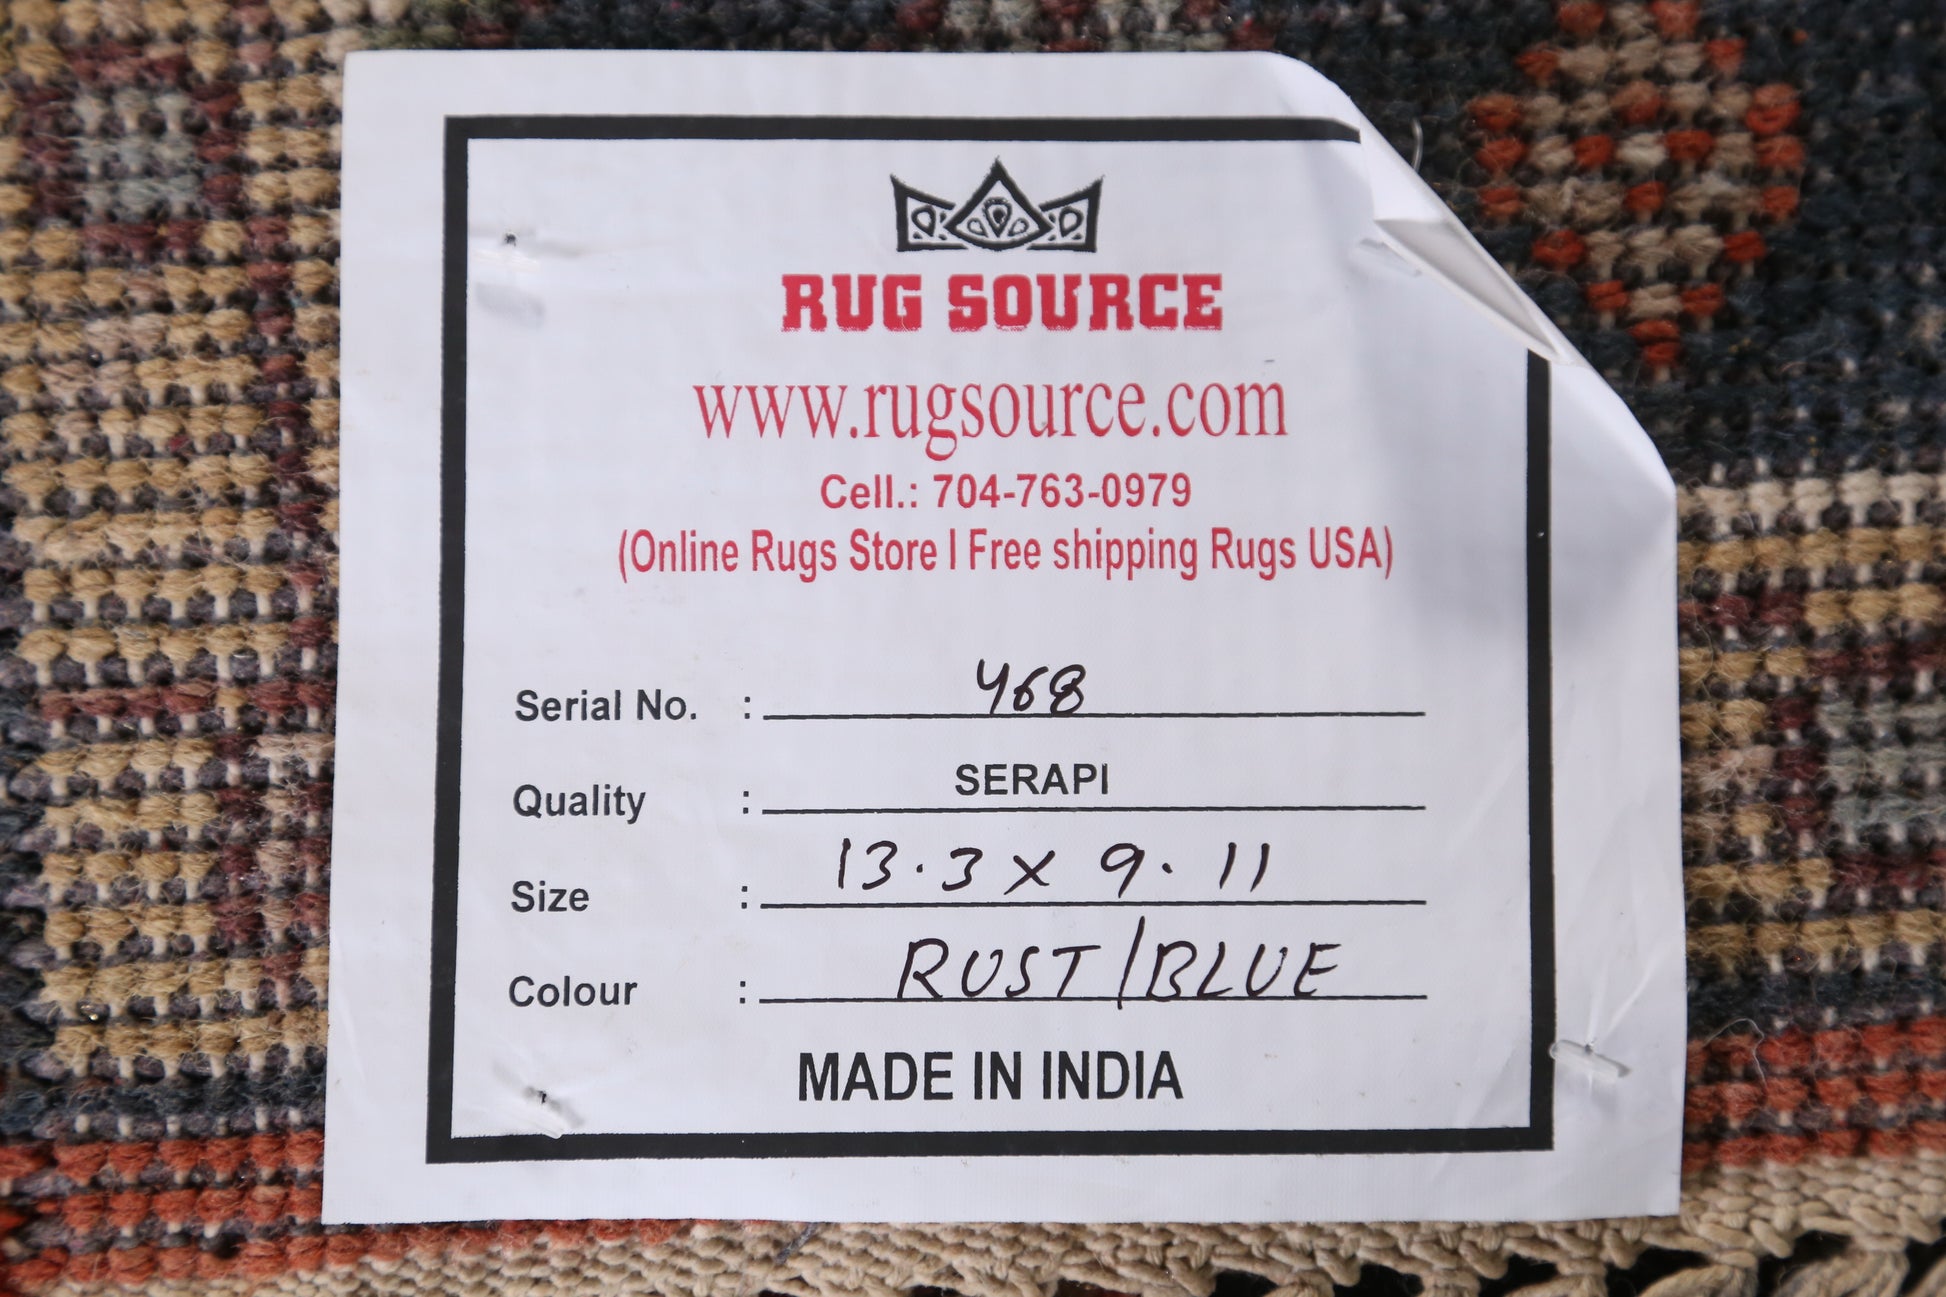 RUG SOURCE
www.rugsource.com
Cell.: 704-763-0979
(Online Rugs Store I Free shipping Rugs USA)
Serial No. : 468
Quality : SERAPI
Size : 13.3 x 9.11
Colour : RUST/BLUE
MADE IN INDIA